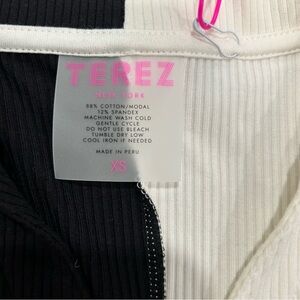 TEREZ
NEW YORK
88% COTTON/MODAL
12% SPANDEX
MACHINE WASH COLD
GENTLE CYCLE
DO NOT USE BLEACH
TUMBLE DRY LOW
COOL IRON IF NEEDED
MADE IN PERU
XS